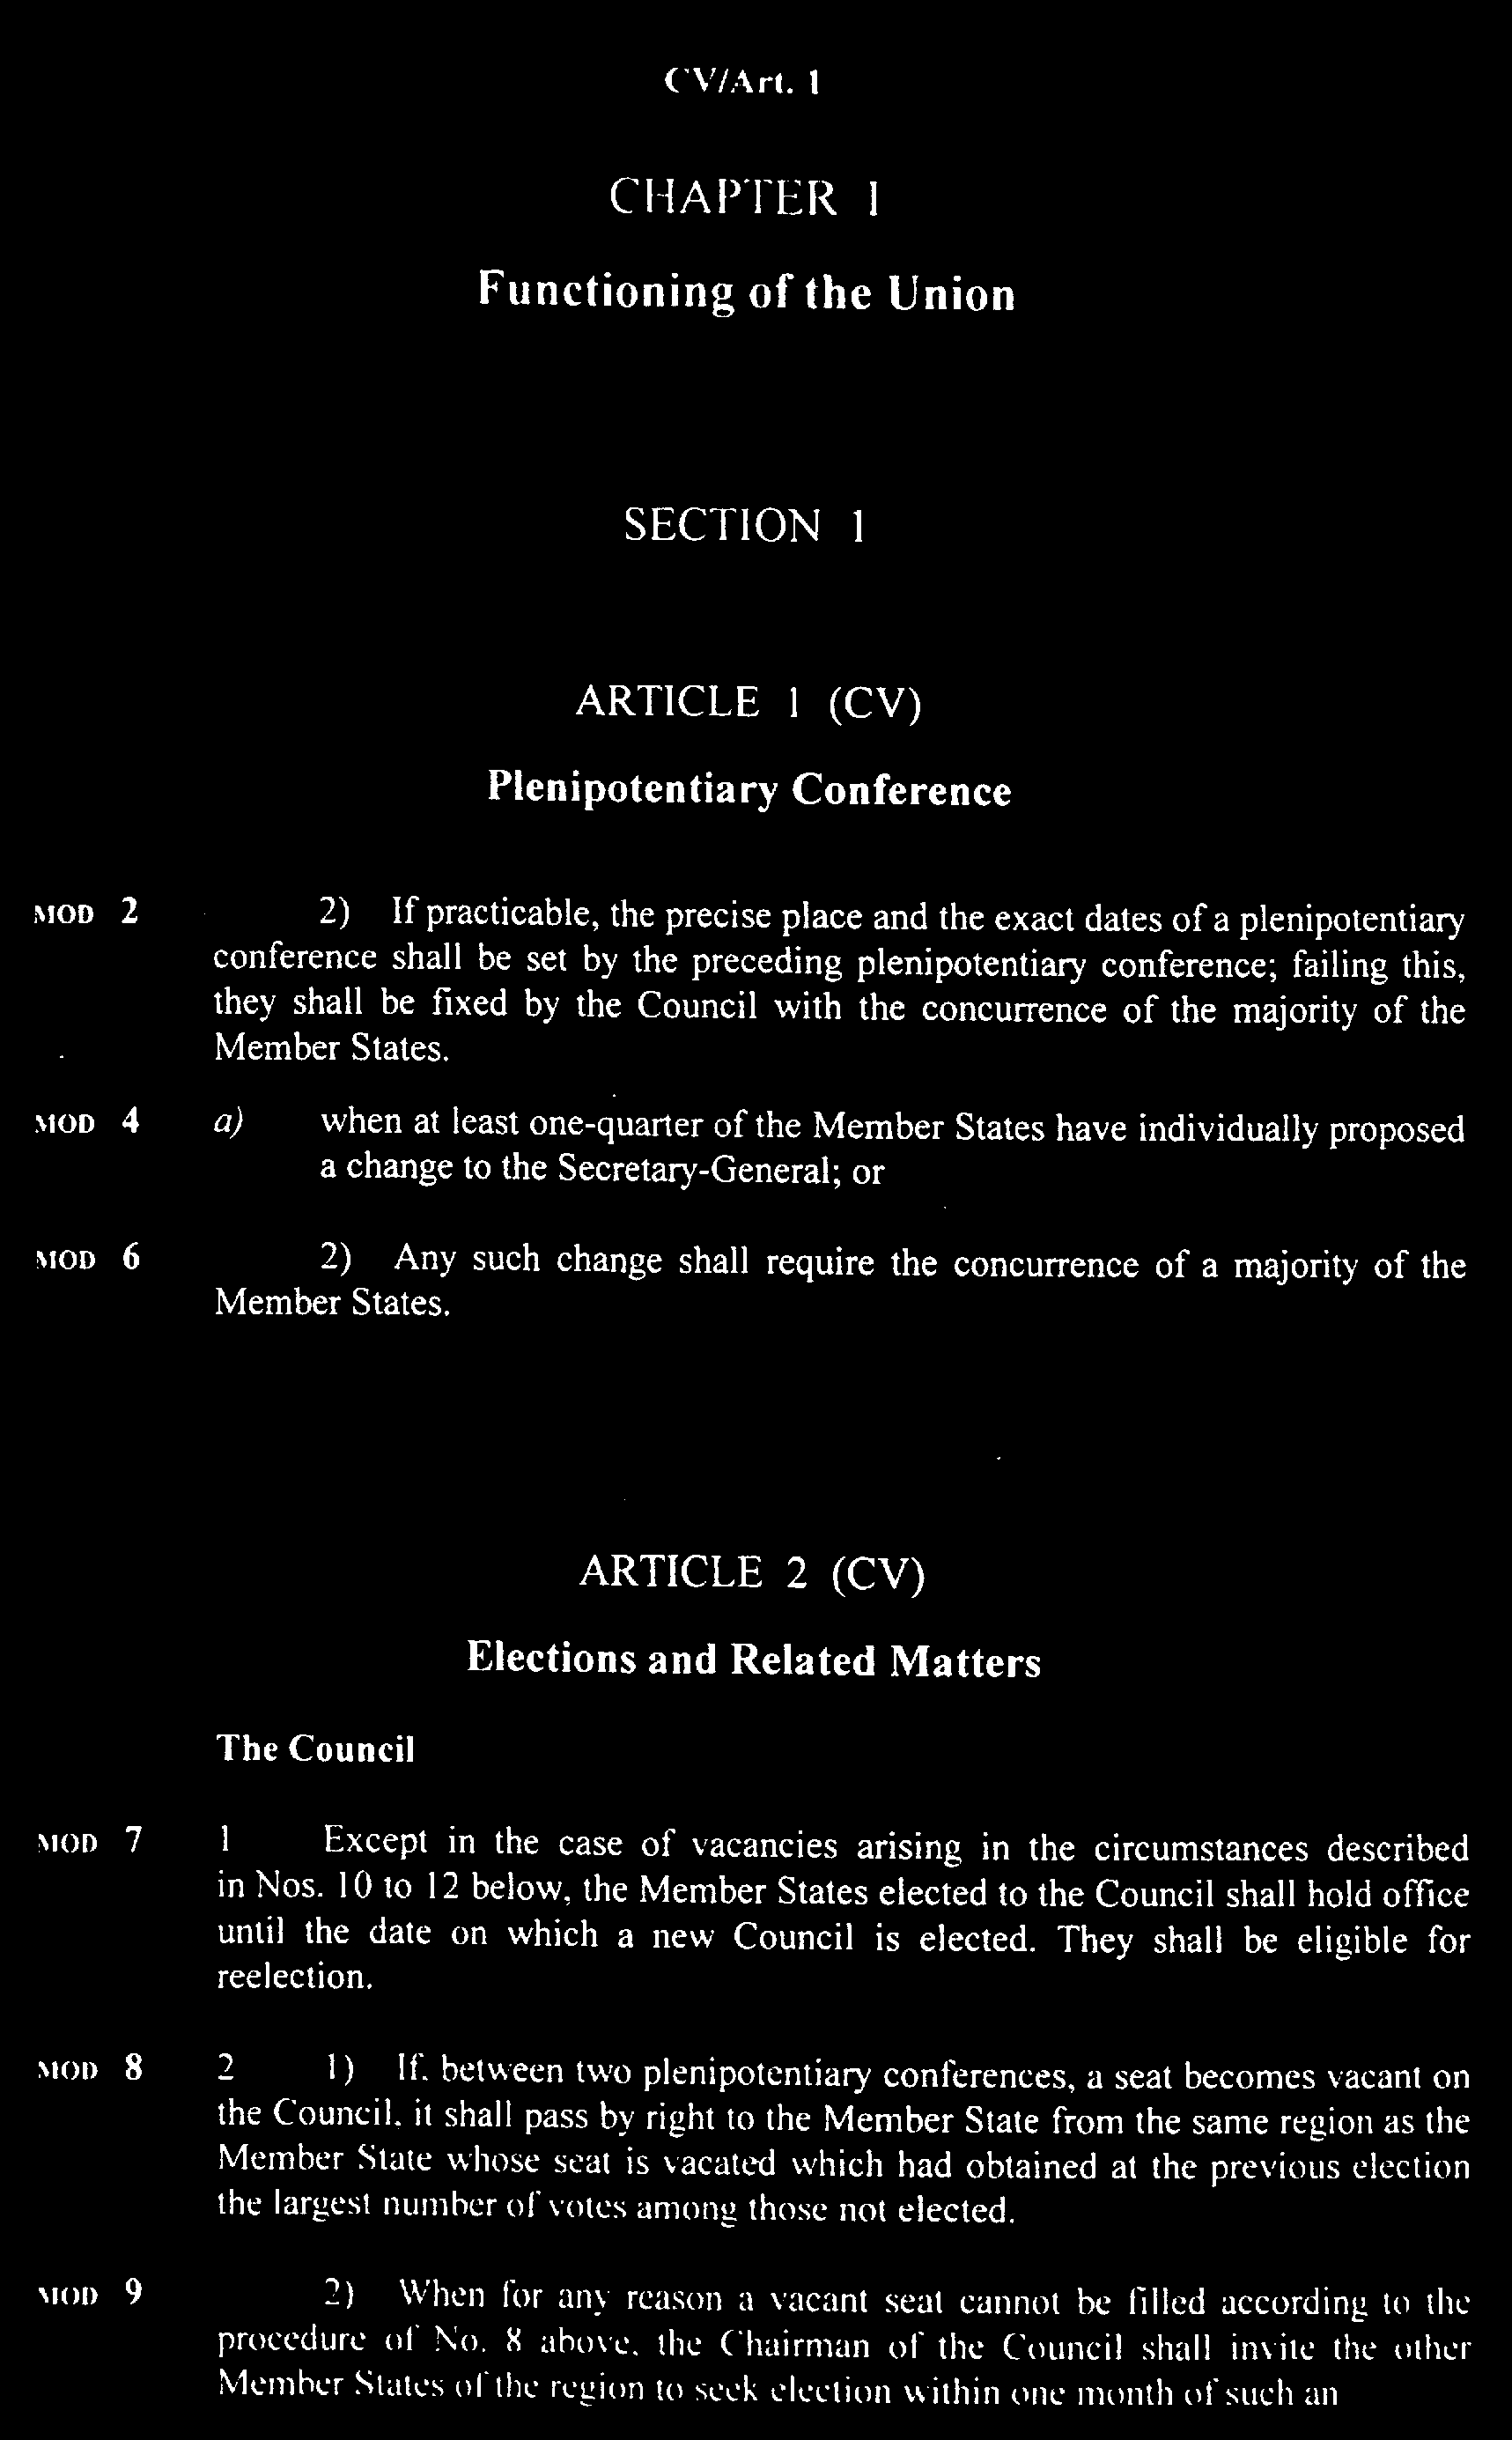 CV/Art. 1
CHAPTER 1
Functioning of the Union
SECTION 1
ARTICLE 1 (CV)
Plenipotentiary Conference
MOD 2 2) If practicable, the precise place and the exact dates of a plenipotentiary
conference shall be set by the preceding plenipotentiary conference; failing this,
they shall be fixed by the Council with the concurrence of the majority of the
Member States.
MOD 4 a) when at least one-quarter of the Member States have individually proposed
a change to the Secretary-General; or
MOD 6 2) Any such change shall require the concurrence of a majority of the
Member States.
ARTICLE 2 (CV)
Elections and Related Matters
The Council
MOD 7 1 Except in the case of vacancies arising in the circumstances described
in Nos. 10 to 12 below, the Member States elected to the Council shall hold office
until the date on which a new Council is elected. They shall be eligible for
reelection.
MOD 8 2 1) If, between two plenipotentiary conferences, a seat becomes vacant on
the Council, it shall pass by right to the Member State from the same region as the
Member State whose seat is vacated which had obtained at the previous election
the largest number of votes among those not elected.
MOD 9 2) When for any reason a vacant seat cannot be filled according to the
procedure of No. 8 above, the Chairman of the Council shall invite the other
Member States of the region to seek election within one month of such an